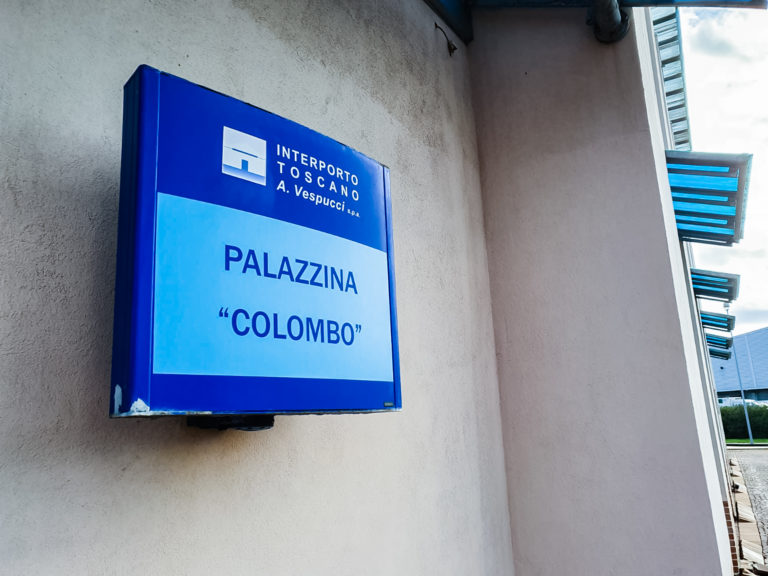 INTERPORTO
TOSCANO
A. Vespucci s.p.a.
PALAZZINA
“COLOMBO”